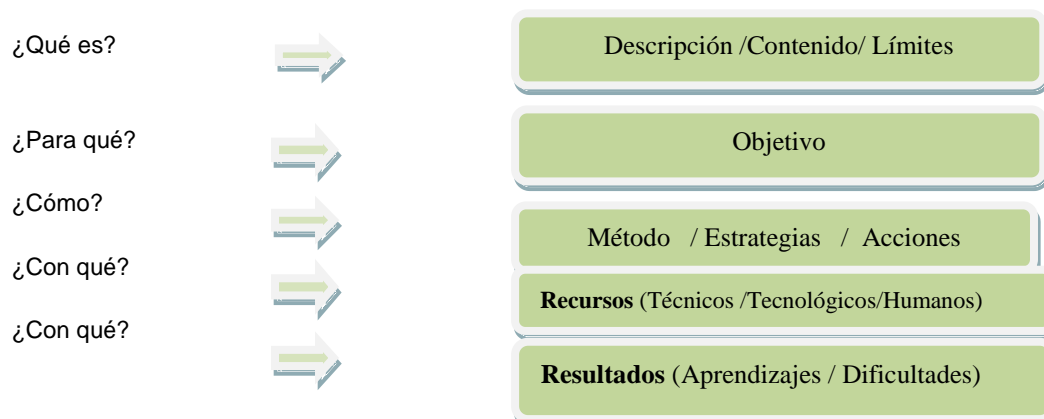 ¿Qué es? Descripción /Contenido/ Límites
¿Para qué? Objetivo
¿Cómo? Método / Estrategias / Acciones
¿Con qué? Recursos (Técnicos /Tecnológicos/Humanos)
¿Con qué? Resultados (Aprendizajes / Dificultades)